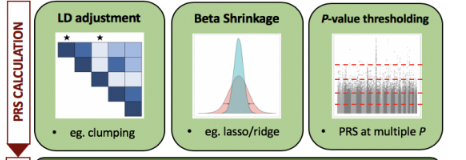 PRS CALCULATION
LD adjustment
• eg. clumping
Beta Shrinkage
• eg. lasso/ridge
P-value thresholding
• PRS at multiple P